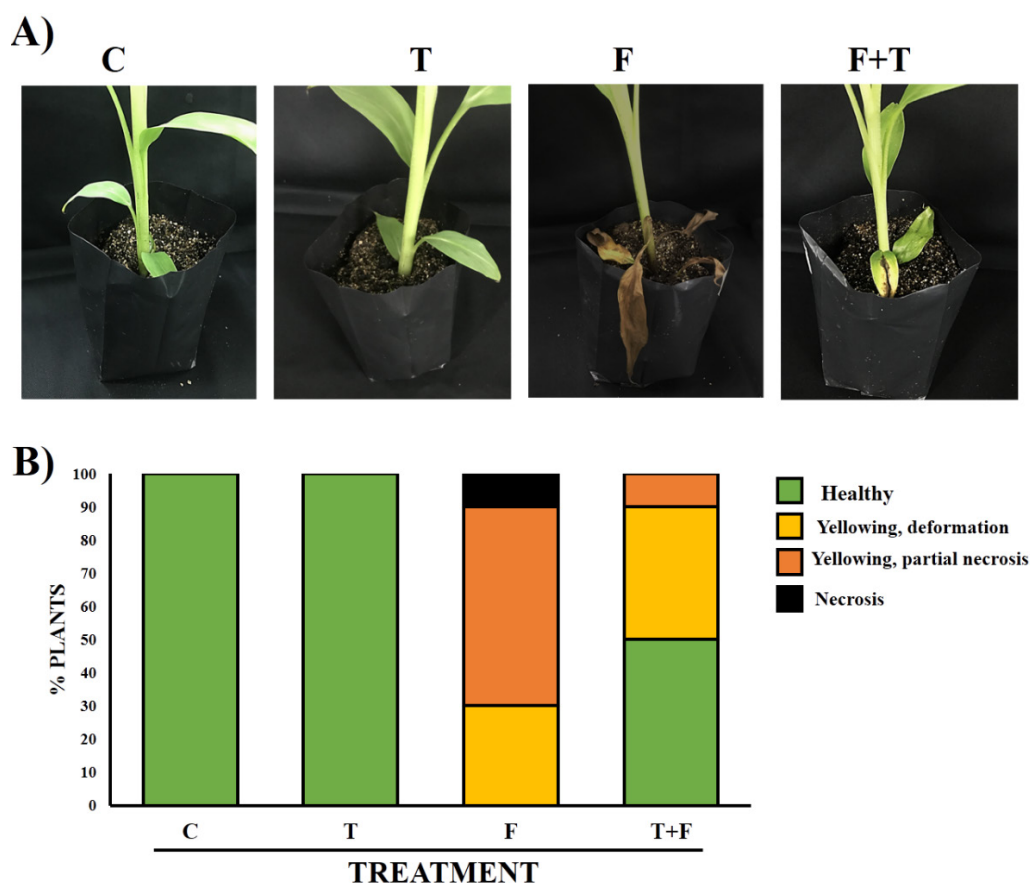 A)
C T F F+T
B)
100
90
80
70
60
50
40
30
20
10
0
% PLANTS
C T F T+F
TREATMENT
Healthy
Yellowing, deformation
Yellowing, partial necrosis
Necrosis